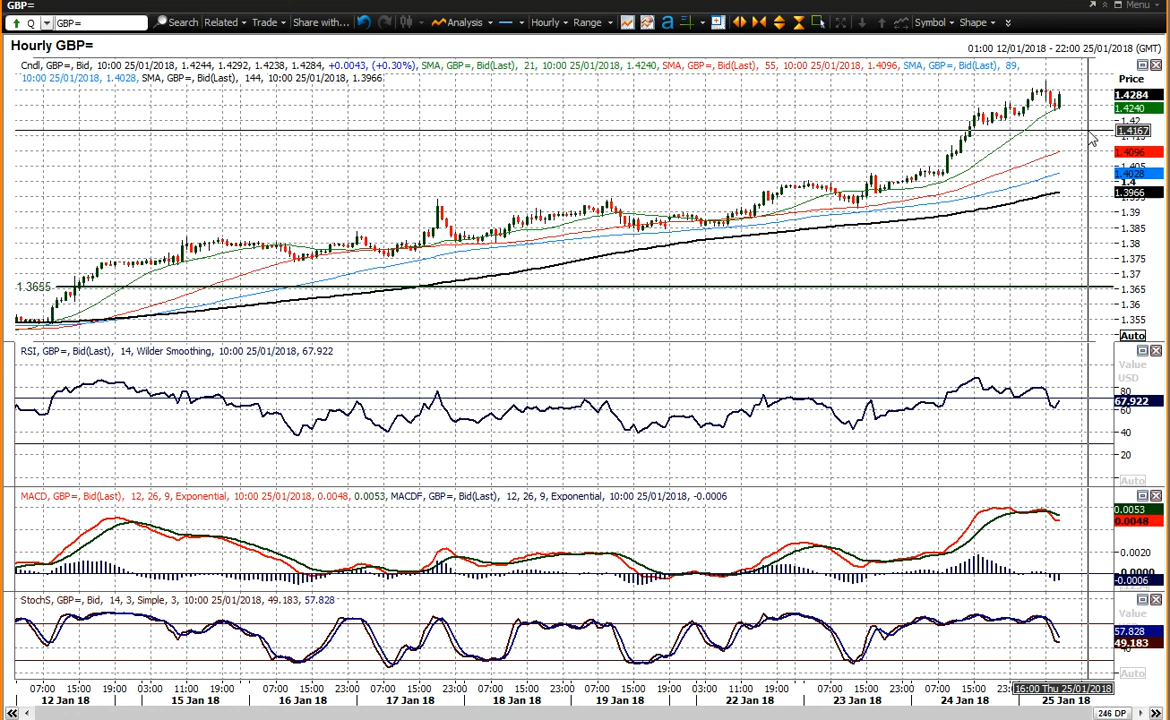 GBP=
Menu
Q GBP= Search Related Trade Share with... Analysis Hourly Range a Symbol Shape
Hourly GBP=
01:00 12/01/2018 - 22:00 25/01/2018 (GMT)
Cndl, GBP=, Bid, 10:00 25/01/2018, 1.4244, 1.4292, 1.4238, 1.4284, +0.0043, (+0.30%), SMA, GBP=, Bid(Last), 21, 10:00 25/01/2018, 1.4240, SMA, GBP=, Bid(Last), 55, 10:00 25/01/2018, 1.4096, SMA, GBP=, Bid(Last), 89,
10:00 25/01/2018, 1.4028, SMA, GBP=, Bid(Last), 144, 10:00 25/01/2018, 1.3966
Price
1.4284
1.4240
1.42
1.4167
1.4096
1.405
1.4028
1.4
1.3966
1.39
1.385
1.38
1.375
1.37
1.3655
1.365
1.36
1.355
Auto
RSI, GBP=, Bid(Last), 14, Wilder Smoothing, 10:00 25/01/2018, 67.922
Value
USD
80
67.922
60
40
20
Auto
MACD, GBP=, Bid(Last), 12, 26, 9, Exponential, 10:00 25/01/2018, 0.0048, 0.0053, MACDF, GBP=, Bid(Last), 12, 26, 9, Exponential, 10:00 25/01/2018, -0.0006
0.0053
0.0048
0.0020
0.0000
-0.0006
StochS, GBP=, Bid, 14, 3, Simple, 3, 10:00 25/01/2018, 49.183, 57.828
Value
57.828
49.183
Auto
07:00 15:00 19:00 03:00 11:00 19:00 07:00 15:00 23:00 07:00 15:00 23:00 07:00 15:00 23:00 07:00 15:00 23:00 03:00 11:00 19:00 07:00 15:00 23:00 07:00 15:00 16:00 Thu 25/01/2018
12 Jan 18 15 Jan 18 16 Jan 18 17 Jan 18 18 Jan 18 19 Jan 18 22 Jan 18 23 Jan 18 24 Jan 18 25 Jan 18
246 DP